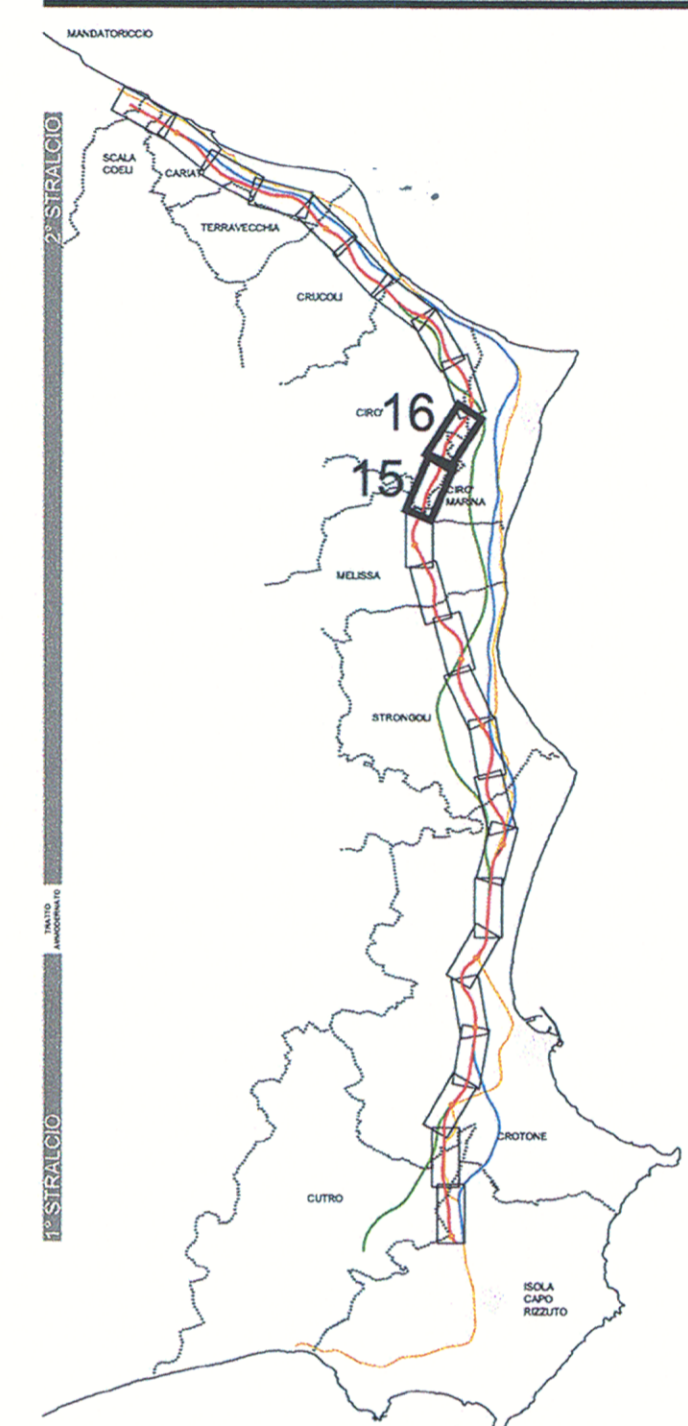 MANDATORICCIO
2° STRALCIO
SCALA
COELI
CARIATI
TERRAVECCHIA
CRUCOLI
CIRO'
16
15
CIRO'
MARINA
MELISSA
STRONGOLI
TRATTO
AMMODERNATO
1° STRALCIO
CROTONE
CUTRO
ISOLA
CAPO
RIZZUTO